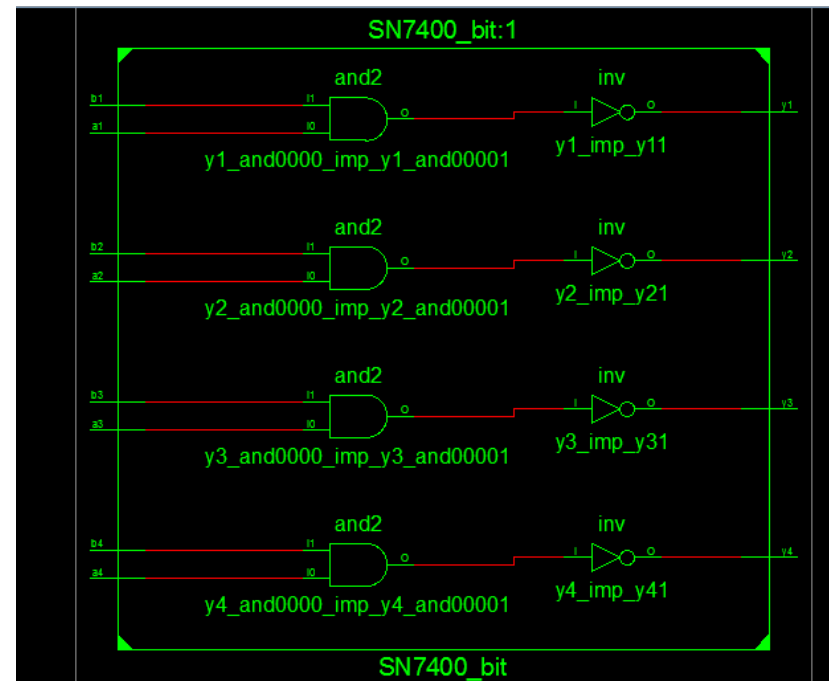 SN7400_bit:1
and2 inv
b1 I1 O I O y1
a1 I0
y1_and0000_imp_y1_and00001 y1_imp_y11
and2 inv
b2 I1 O I O y2
a2 I0
y2_and0000_imp_y2_and00001 y2_imp_y21
and2 inv
b3 I1 O I O y3
a3 I0
y3_and0000_imp_y3_and00001 y3_imp_y31
and2 inv
b4 I1 O I O y4
a4 I0
y4_and0000_imp_y4_and00001 y4_imp_y41
SN7400_bit